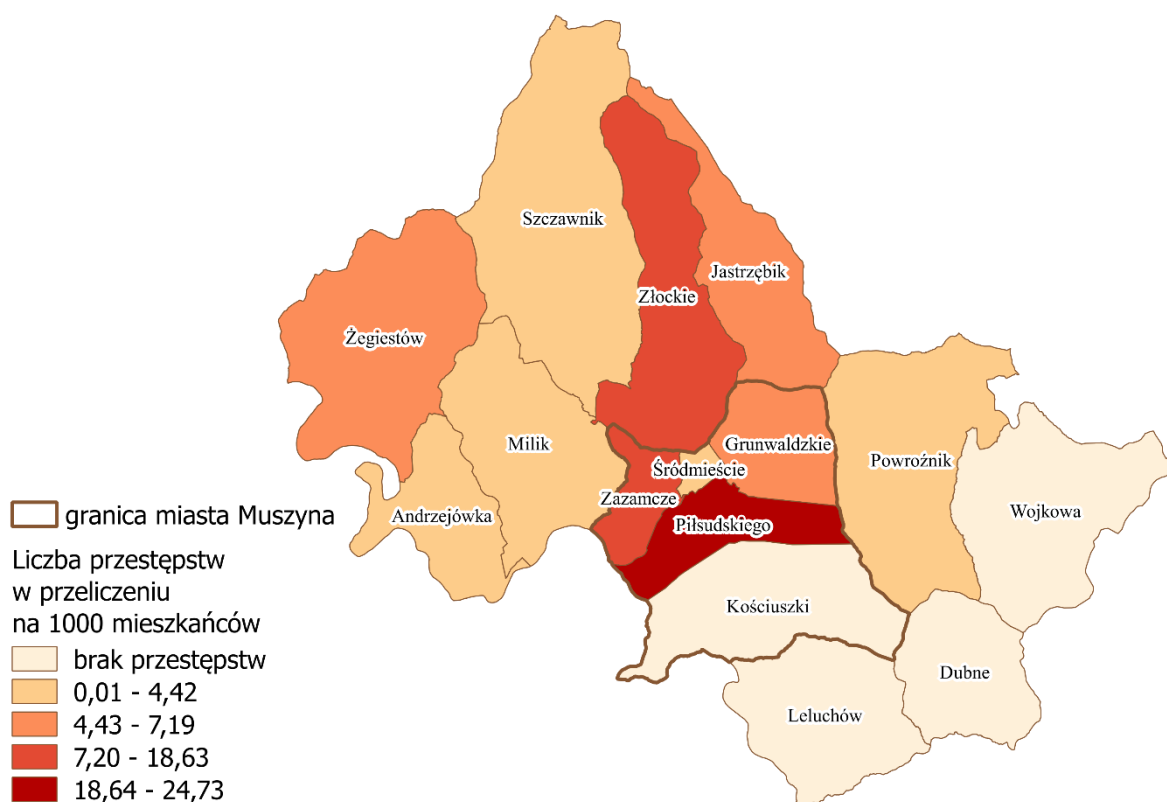 Szczawnik
Jastrzębik
Złockie
Żegiestów
Milik
Grunwaldzkie
Śródmieście
Powroźnik
Zazamcze
Wojkowa
Andrzejówka
Piłsudskiego
Kościuszki
Dubne
Leluchów
granica miasta Muszyna
Liczba przestępstw
w przeliczeniu
na 1000 mieszkańców
brak przestępstw
0,01 - 4,42
4,43 - 7,19
7,20 - 18,63
18,64 - 24,73